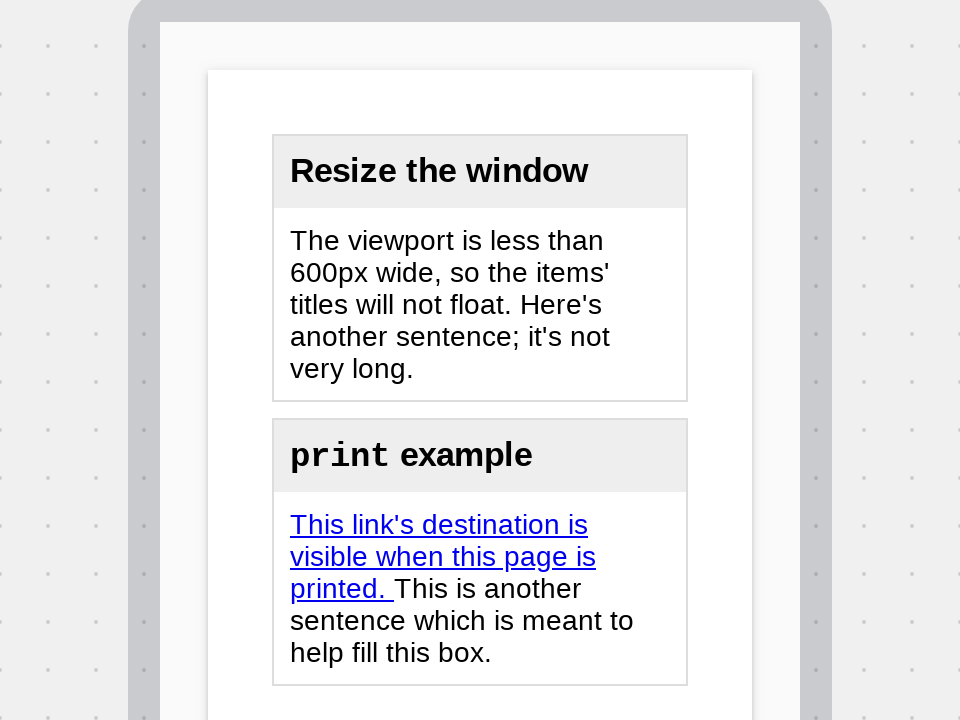 Resize the window
The viewport is less than
600px wide, so the items'
titles will not float. Here's
another sentence; it's not
very long.
print example
This link's destination is
visible when this page is
printed. This is another
sentence which is meant to
help fill this box.